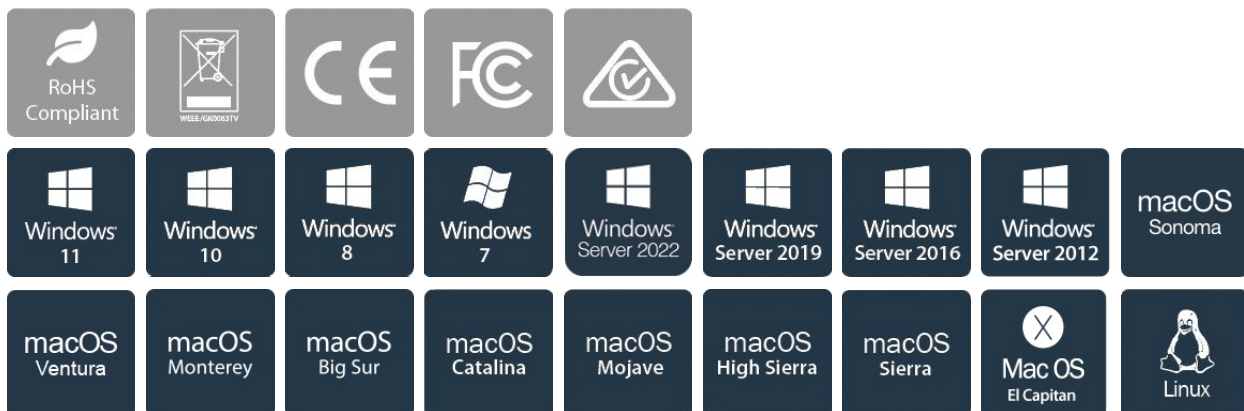 RoHS
Compliant
WEEE/GK0083TV
CE
FC
Windows
11
Windows
10
Windows
8
Windows
7
Windows
Server 2022
Windows
Server 2019
Windows
Server 2016
Windows
Server 2012
macOS
Sonoma
macOS
Ventura
macOS
Monterey
macOS
Big Sur
macOS
Catalina
macOS
Mojave
macOS
High Sierra
macOS
Sierra
X
Mac OS
El Capitan
Linux